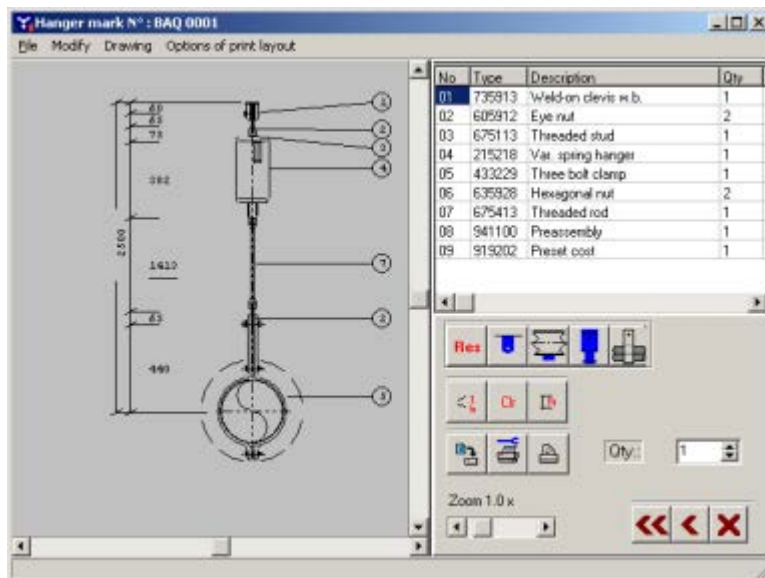 Hanger mark N° : BAQ 0001
File Modify Drawing Options of print layout
No Type Description Qty
01 735913 Weld-on clevis w.b. 1
02 605912 Eye nut 2
03 675113 Threaded stud 1
04 215218 Var. spring hanger 1
05 433229 Three bolt clamp 1
06 635928 Hexagonal nut 2
07 675413 Threaded rod 1
08 941100 Preassembly 1
09 919202 Preset cost 1
1
2
3
4
7
2
5
63
73
382
2500
1413
63
440
Res
Clr
Qty.: 1
Zoom 1.0 x